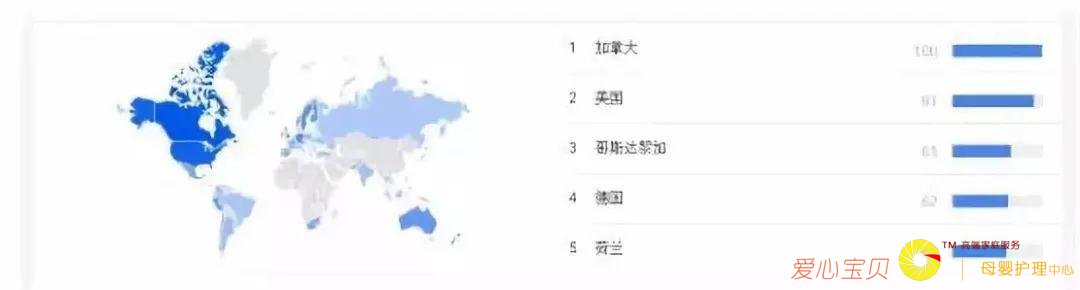 1 加拿大 100
2 美国 91
3 哥斯达黎加
4 德国 62
5 荷兰
TM 高端家庭服务
爱心宝贝 母婴护理中心